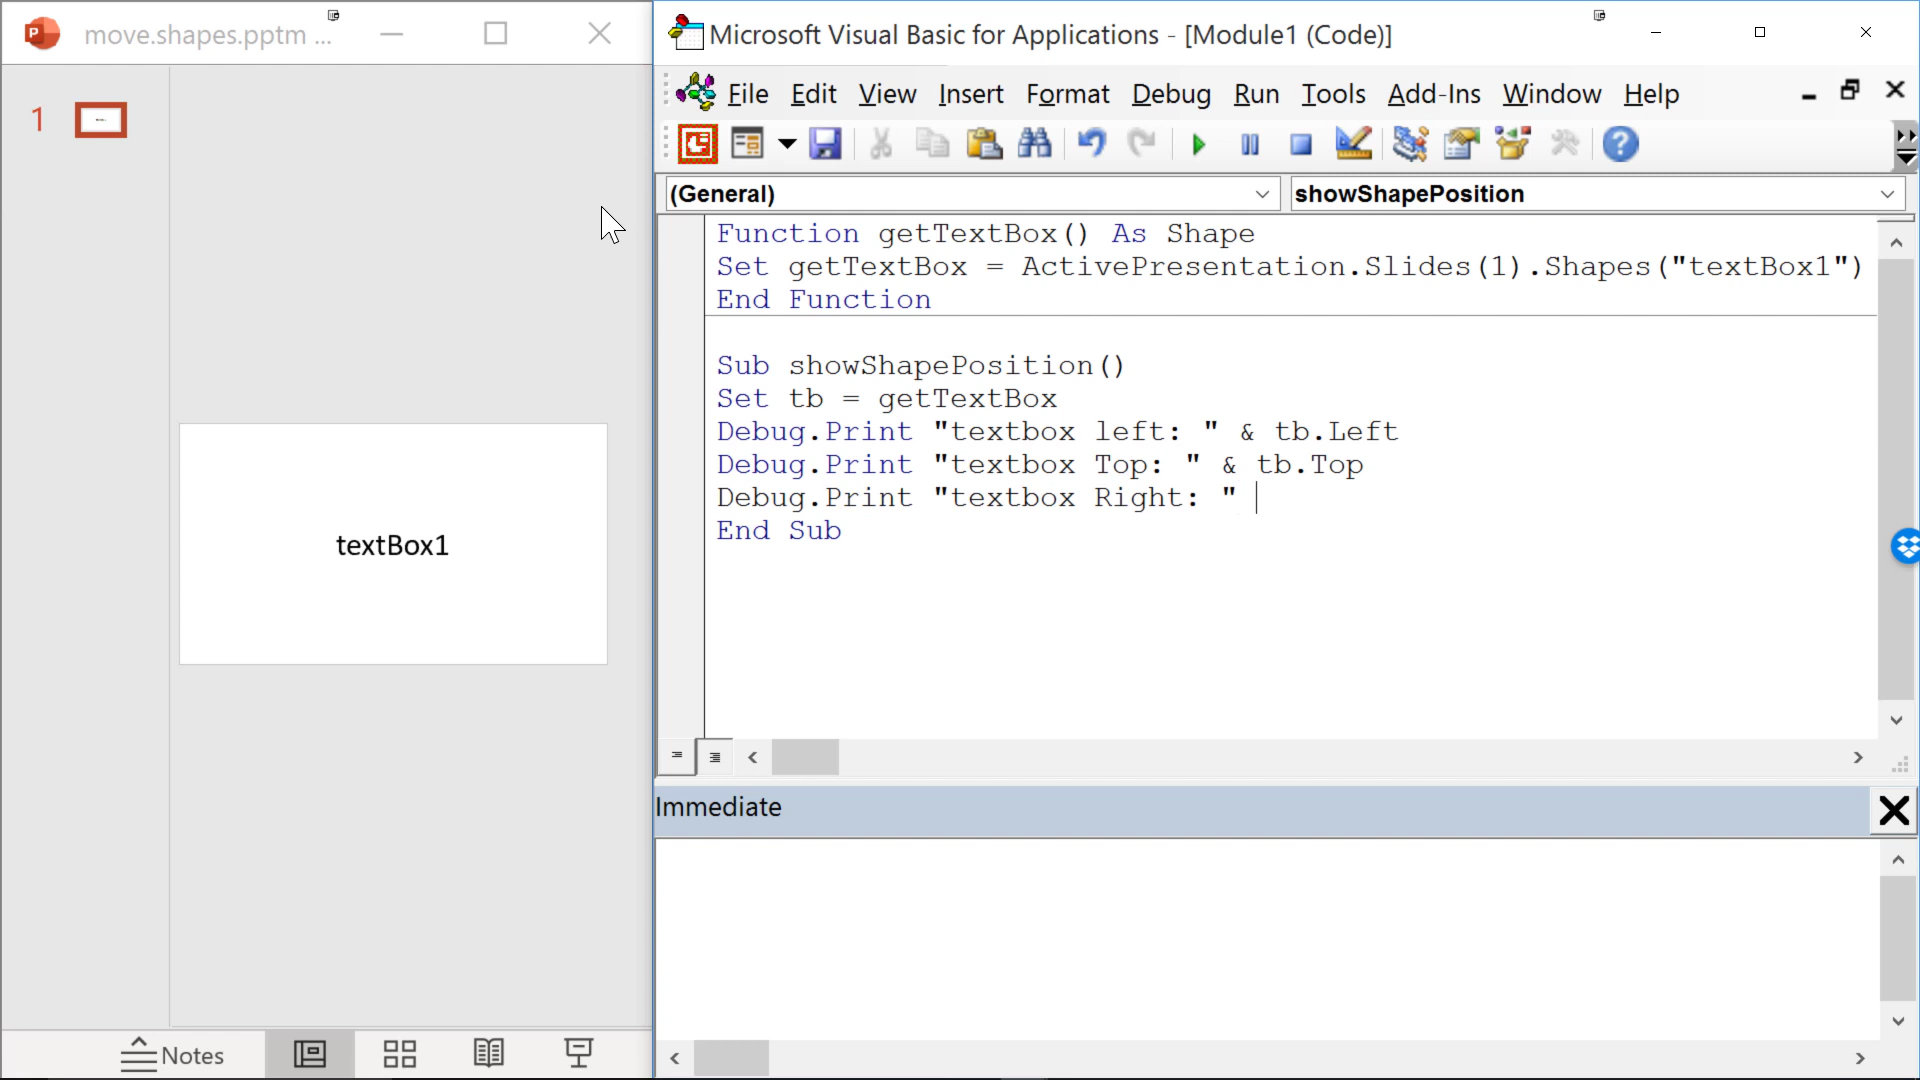 move.shapes.pptm ...
1
textBox1
Notes
Microsoft Visual Basic for Applications - [Module1 (Code)]
File Edit View Insert Format Debug Run Tools Add-Ins Window Help
(General)
showShapePosition
Function getTextBox() As Shape
Set getTextBox = ActivePresentation.Slides(1).Shapes("textBox1")
End Function
Sub showShapePosition()
Set tb = getTextBox
Debug.Print "textbox left: " & tb.Left
Debug.Print "textbox Top: " & tb.Top
Debug.Print "textbox Right: "
End Sub
Immediate